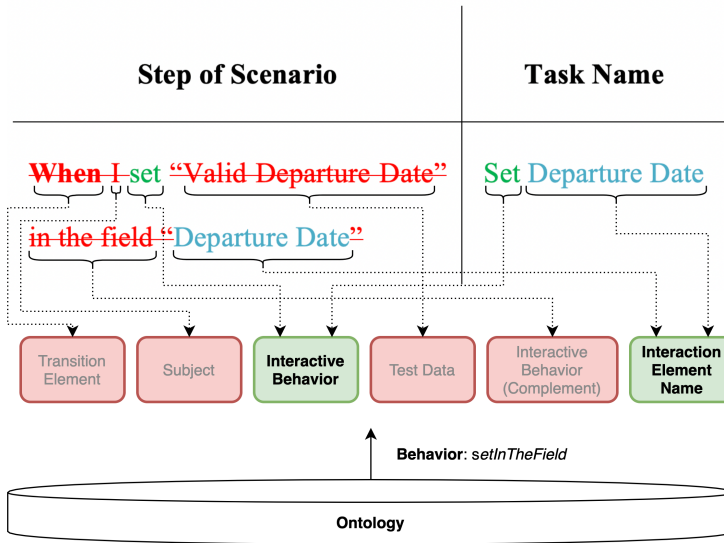 Step of Scenario
Task Name
When I set “Valid Departure Date”
in the field “Departure Date”
Set Departure Date
Transition Element
Subject
Interactive Behavior
Test Data
Interactive Behavior (Complement)
Interaction Element Name
Behavior: setInTheField
Ontology